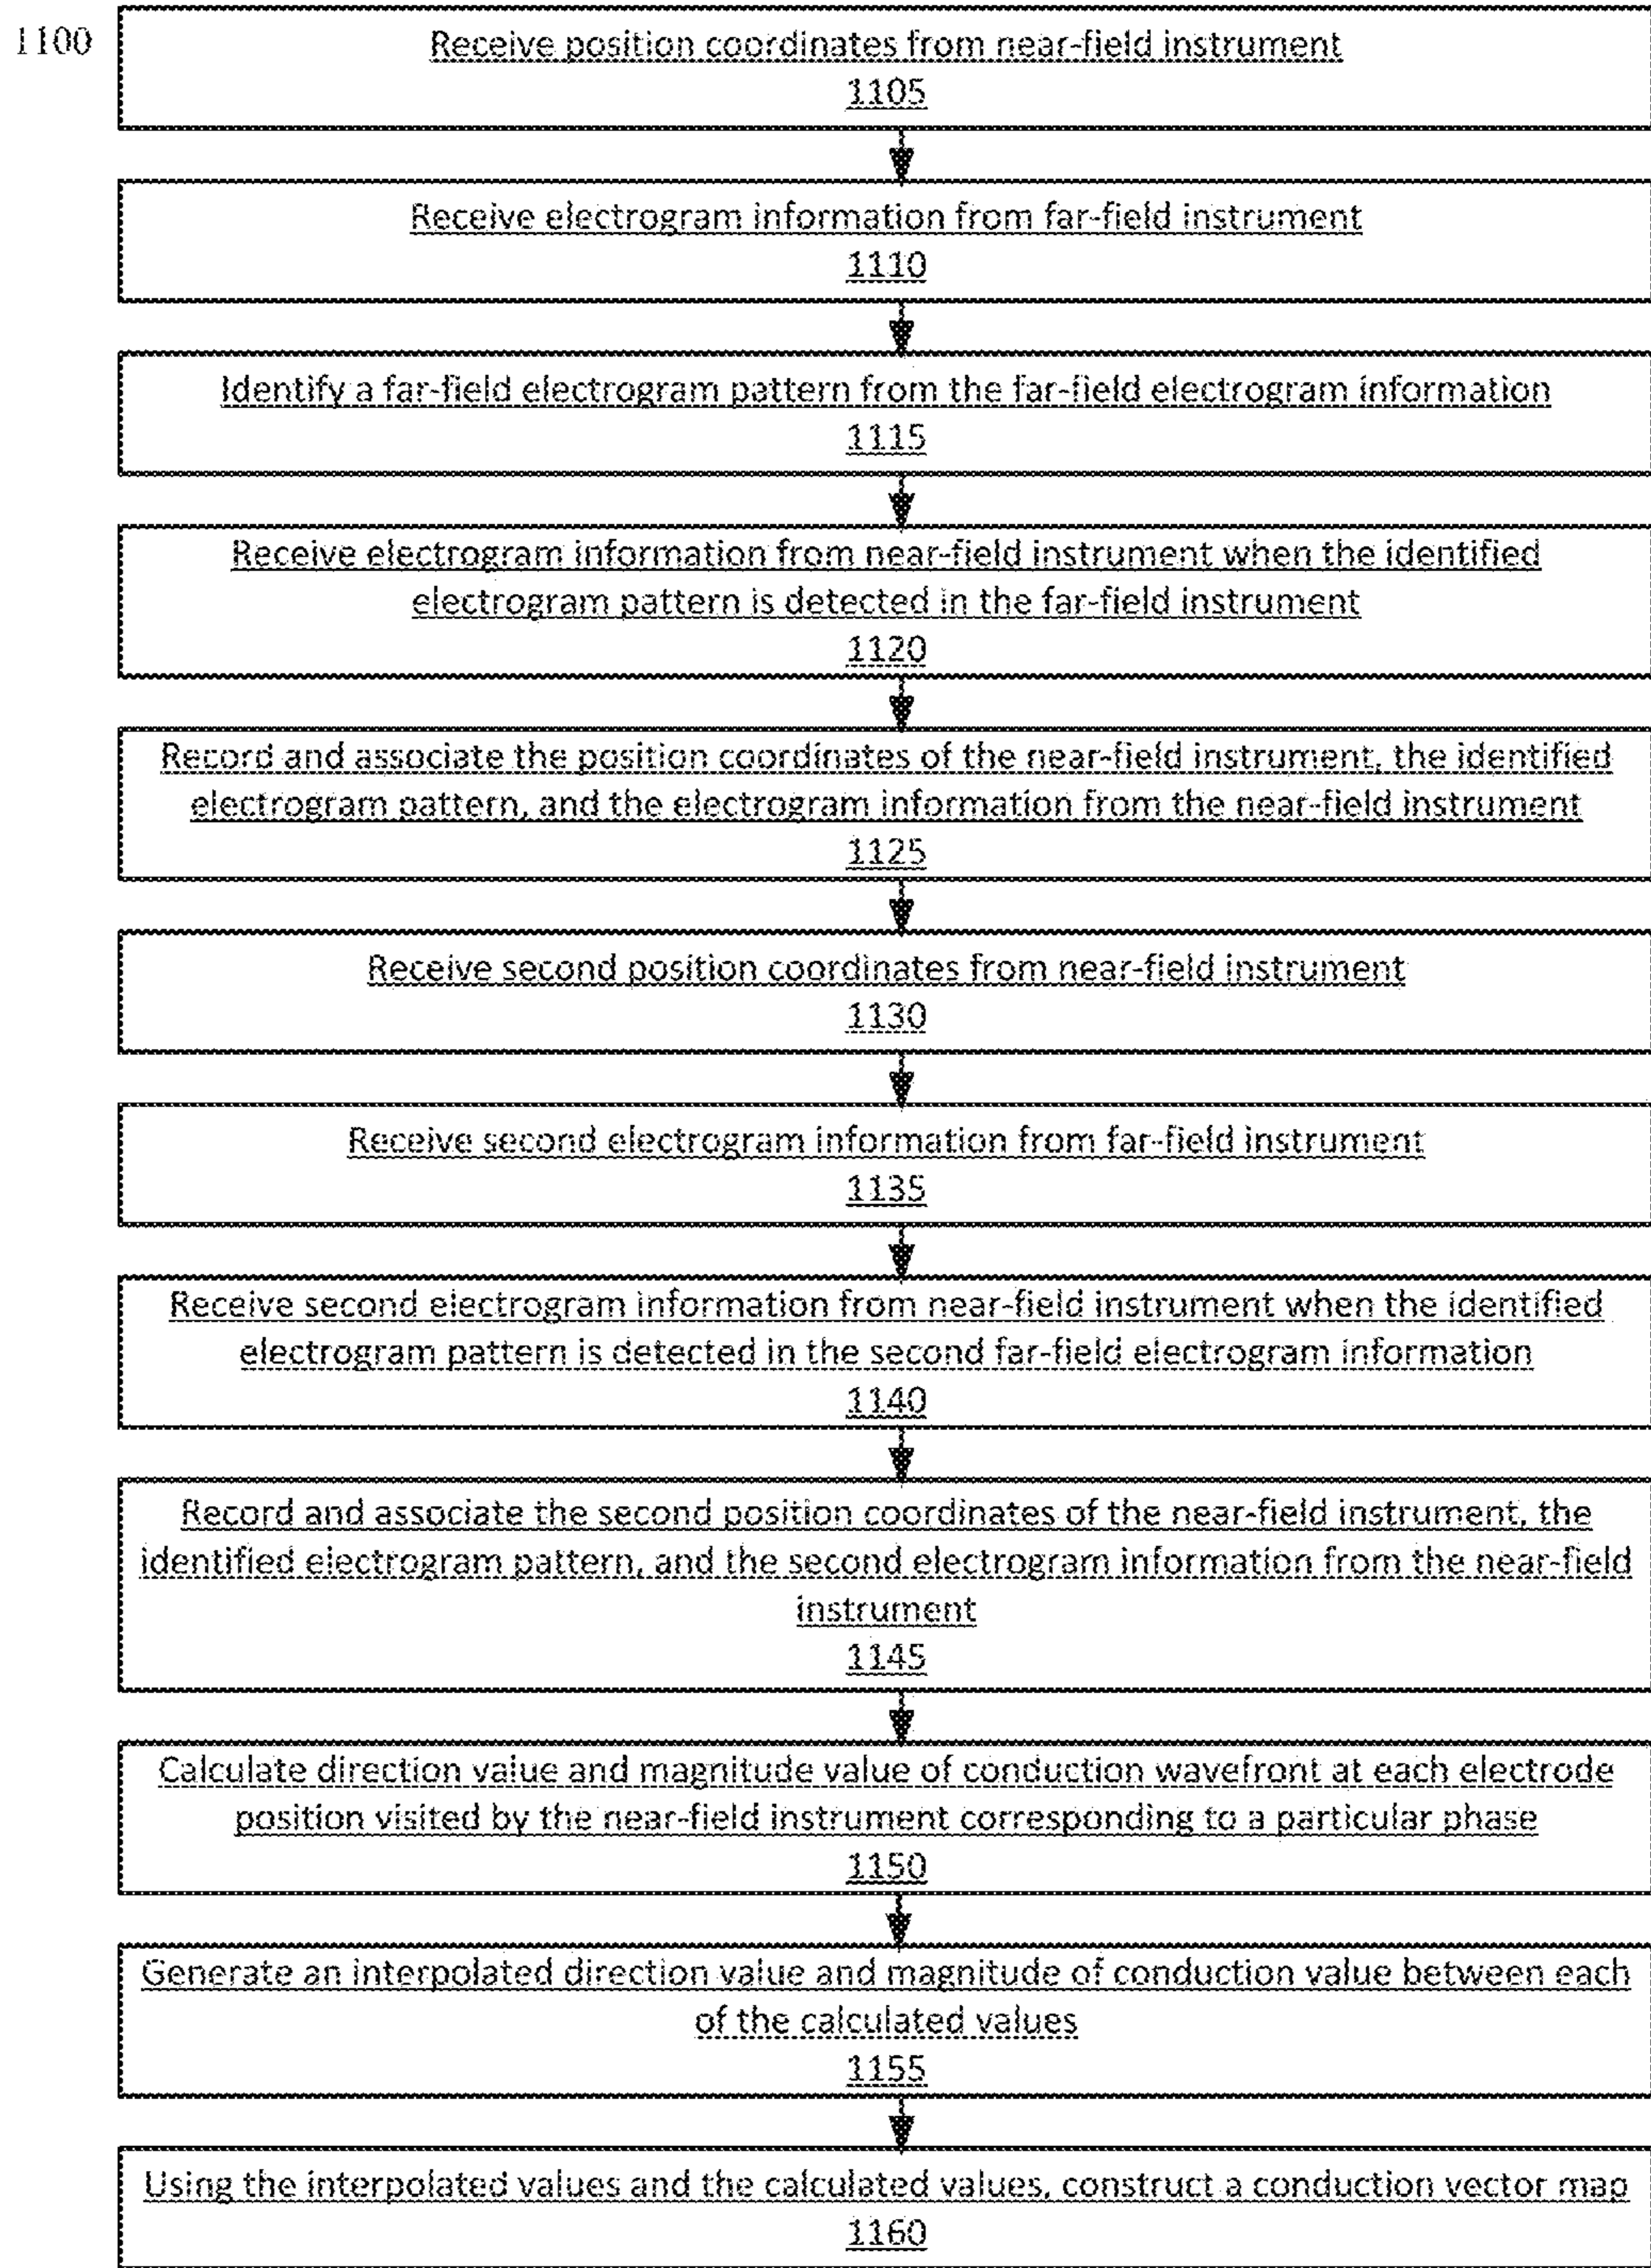 1100
Receive position coordinates from near-field instrument
1105
Receive electrogram information from far-field instrument
1110
Identify a far-field electrogram pattern from the far-field electrogram information
1115
Receive electrogram information from near-field instrument when the identified
electrogram pattern is detected in the far-field instrument
1120
Record and associate the position coordinates of the near-field instrument, the identified
electrogram pattern, and the electrogram information from the near-field instrument
1125
Receive second position coordinates from near-field instrument
1130
Receive second electrogram information from far-field instrument
1135
Receive second electrogram information from near-field instrument when the identified
electrogram pattern is detected in the second far-field electrogram information
1140
Record and associate the second position coordinates of the near-field instrument, the
identified electrogram pattern, and the second electrogram information from the near-field
instrument
1145
Calculate direction value and magnitude value of conduction wavefront at each electrode
position visited by the near-field instrument corresponding to a particular phase
1150
Generate an interpolated direction value and magnitude of conduction value between each
of the calculated values
1155
Using the interpolated values and the calculated values, construct a conduction vector map
1160